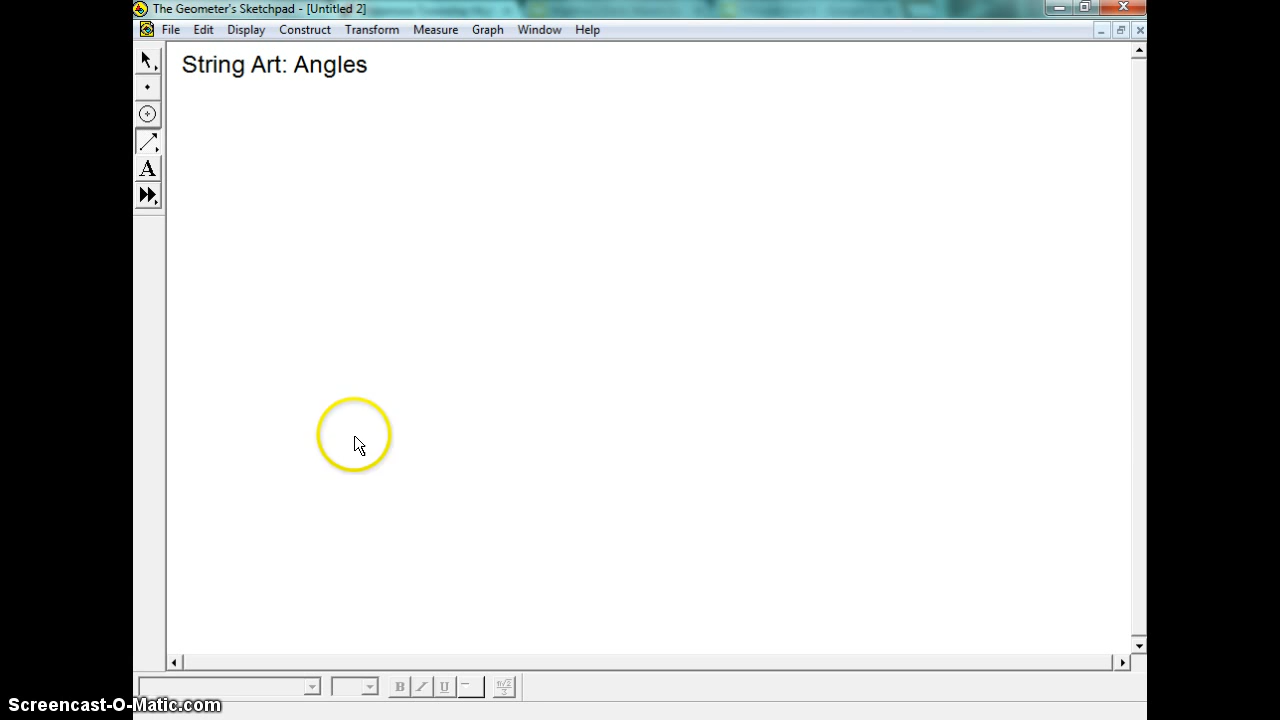 The Geometer's Sketchpad - [Untitled 2]
File Edit Display Construct Transform Measure Graph Window Help
String Art: Angles
A
B I U
Screencast-O-Matic.com